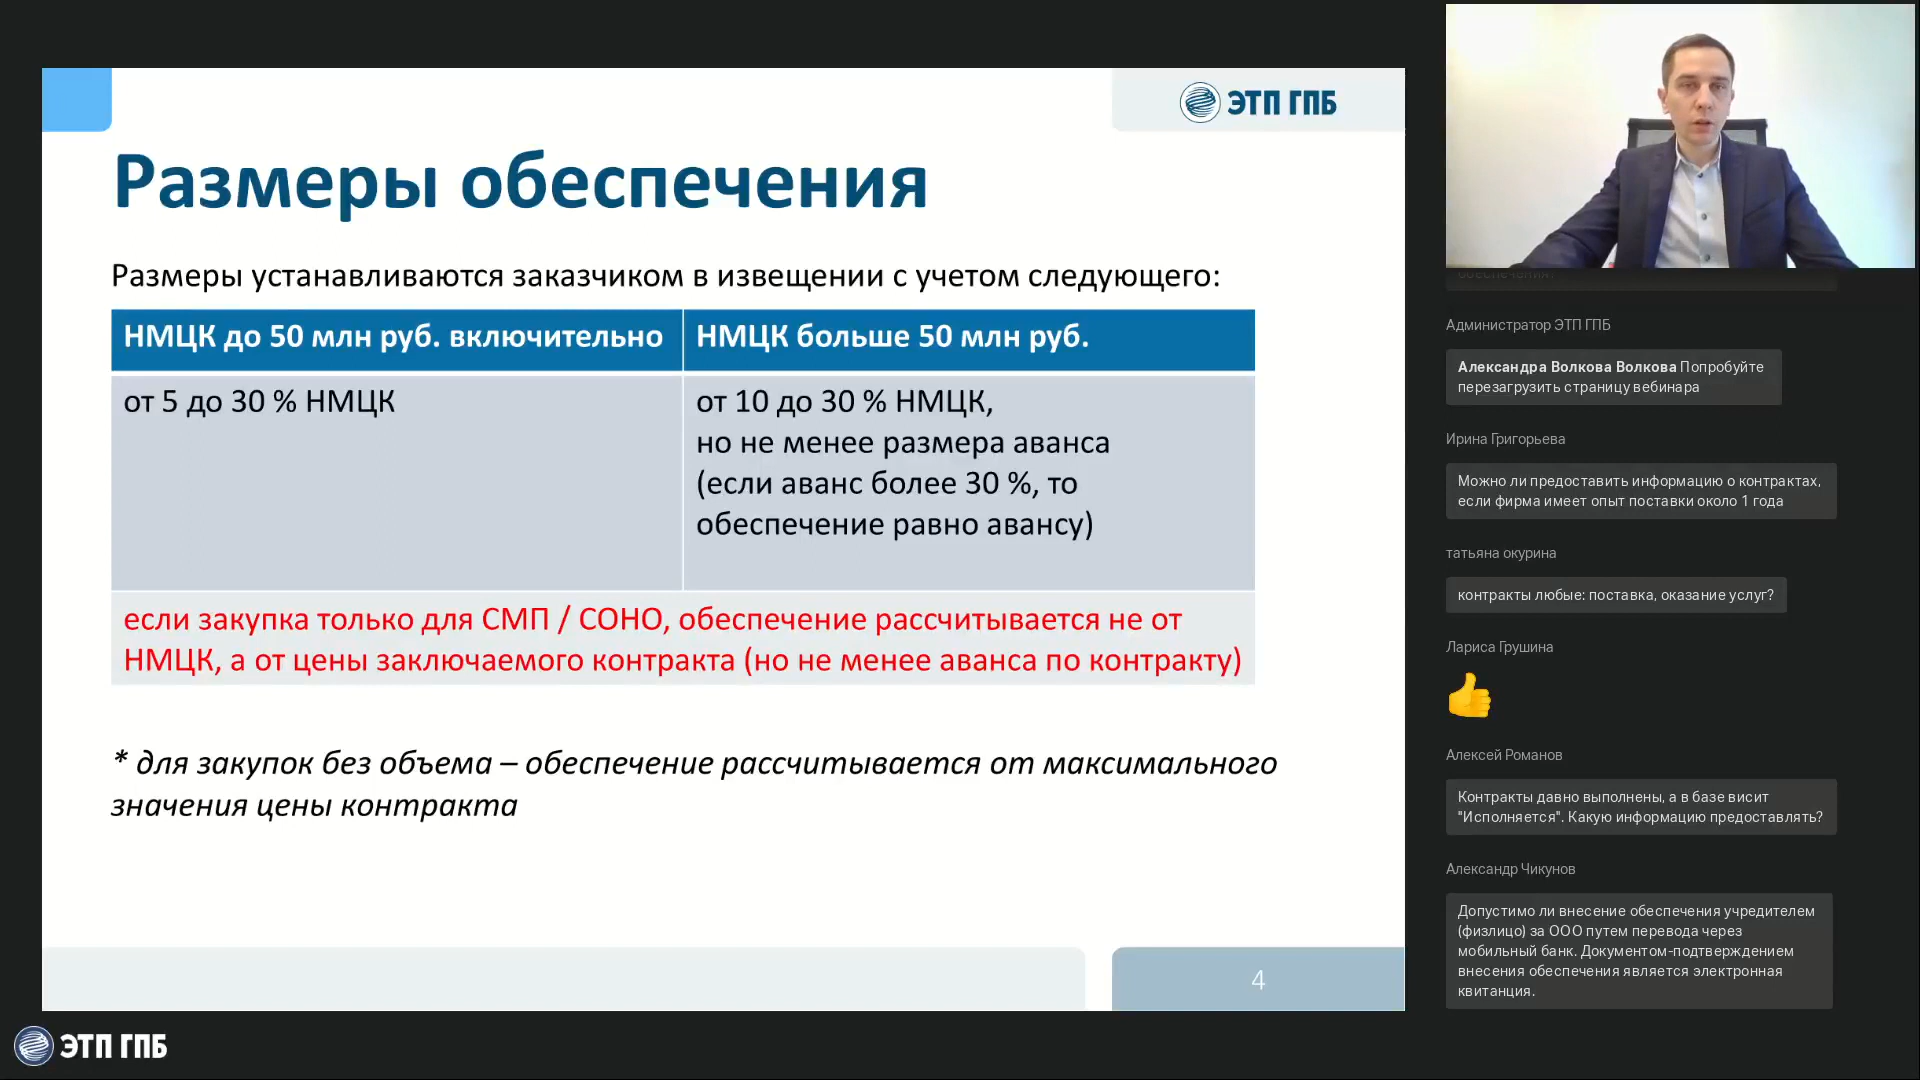 ЭТП ГПБ
Размеры обеспечения
Размеры устанавливаются заказчиком в извещении с учетом следующего:
НМЦК до 50 млн руб. включительно
НМЦК больше 50 млн руб.
от 5 до 30 % НМЦК
от 10 до 30 % НМЦК,
но не менее размера аванса
(если аванс более 30 %, то
обеспечение равно авансу)
если закупка только для СМП / СОНО, обеспечение рассчитывается не от
НМЦК, а от цены заключаемого контракта (но не менее аванса по контракту)
* для закупок без объема – обеспечение рассчитывается от максимального
значения цены контракта
4
ЭТП ГПБ
Администратор ЭТП ГПБ
Александра Волкова Волкова Попробуйте
перезагрузить страницу вебинара
Ирина Григорьева
Можно ли предоставить информацию о контрактах,
если фирма имеет опыт поставки около 1 года
татьяна окурина
контракты любые: поставка, оказание услуг?
Лариса Грушина
Алексей Романов
Контракты давно выполнены, а в базе висит
"Исполняется". Какую информацию предоставлять?
Александр Чикунов
Допустимо ли внесение обеспечения учредителем
(физлицо) за ООО путем перевода через
мобильный банк. Документом-подтверждением
внесения обеспечения является электронная
квитанция.